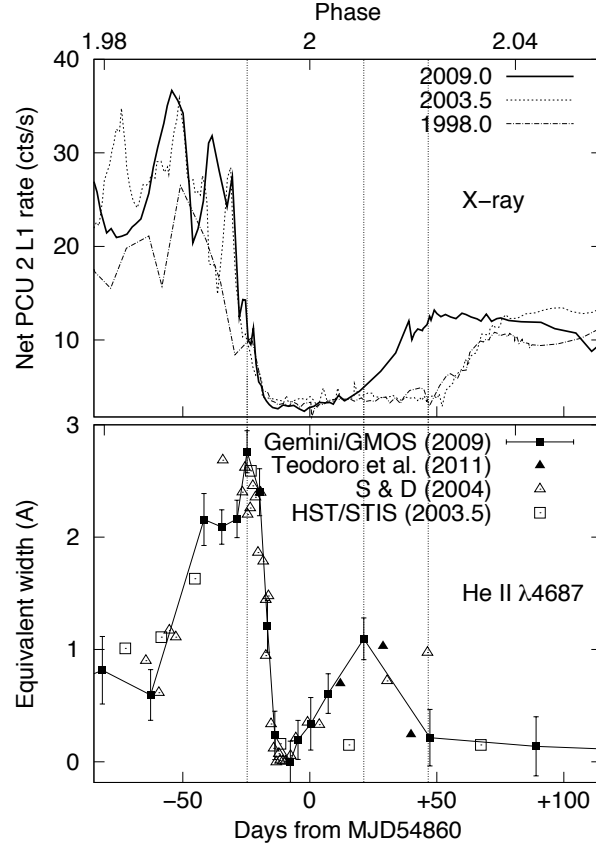 Phase
1.98 2 2.04
40
30
20
10
Net PCU 2 L1 rate (cts/s)
2009.0
2003.5
1998.0
X−ray
3
2
1
0
Equivalent width (A)
Gemini/GMOS (2009)
Teodoro et al. (2011)
S & D (2004)
HST/STIS (2003.5)
He II λ4687
−50 0 +50 +100
Days from MJD54860